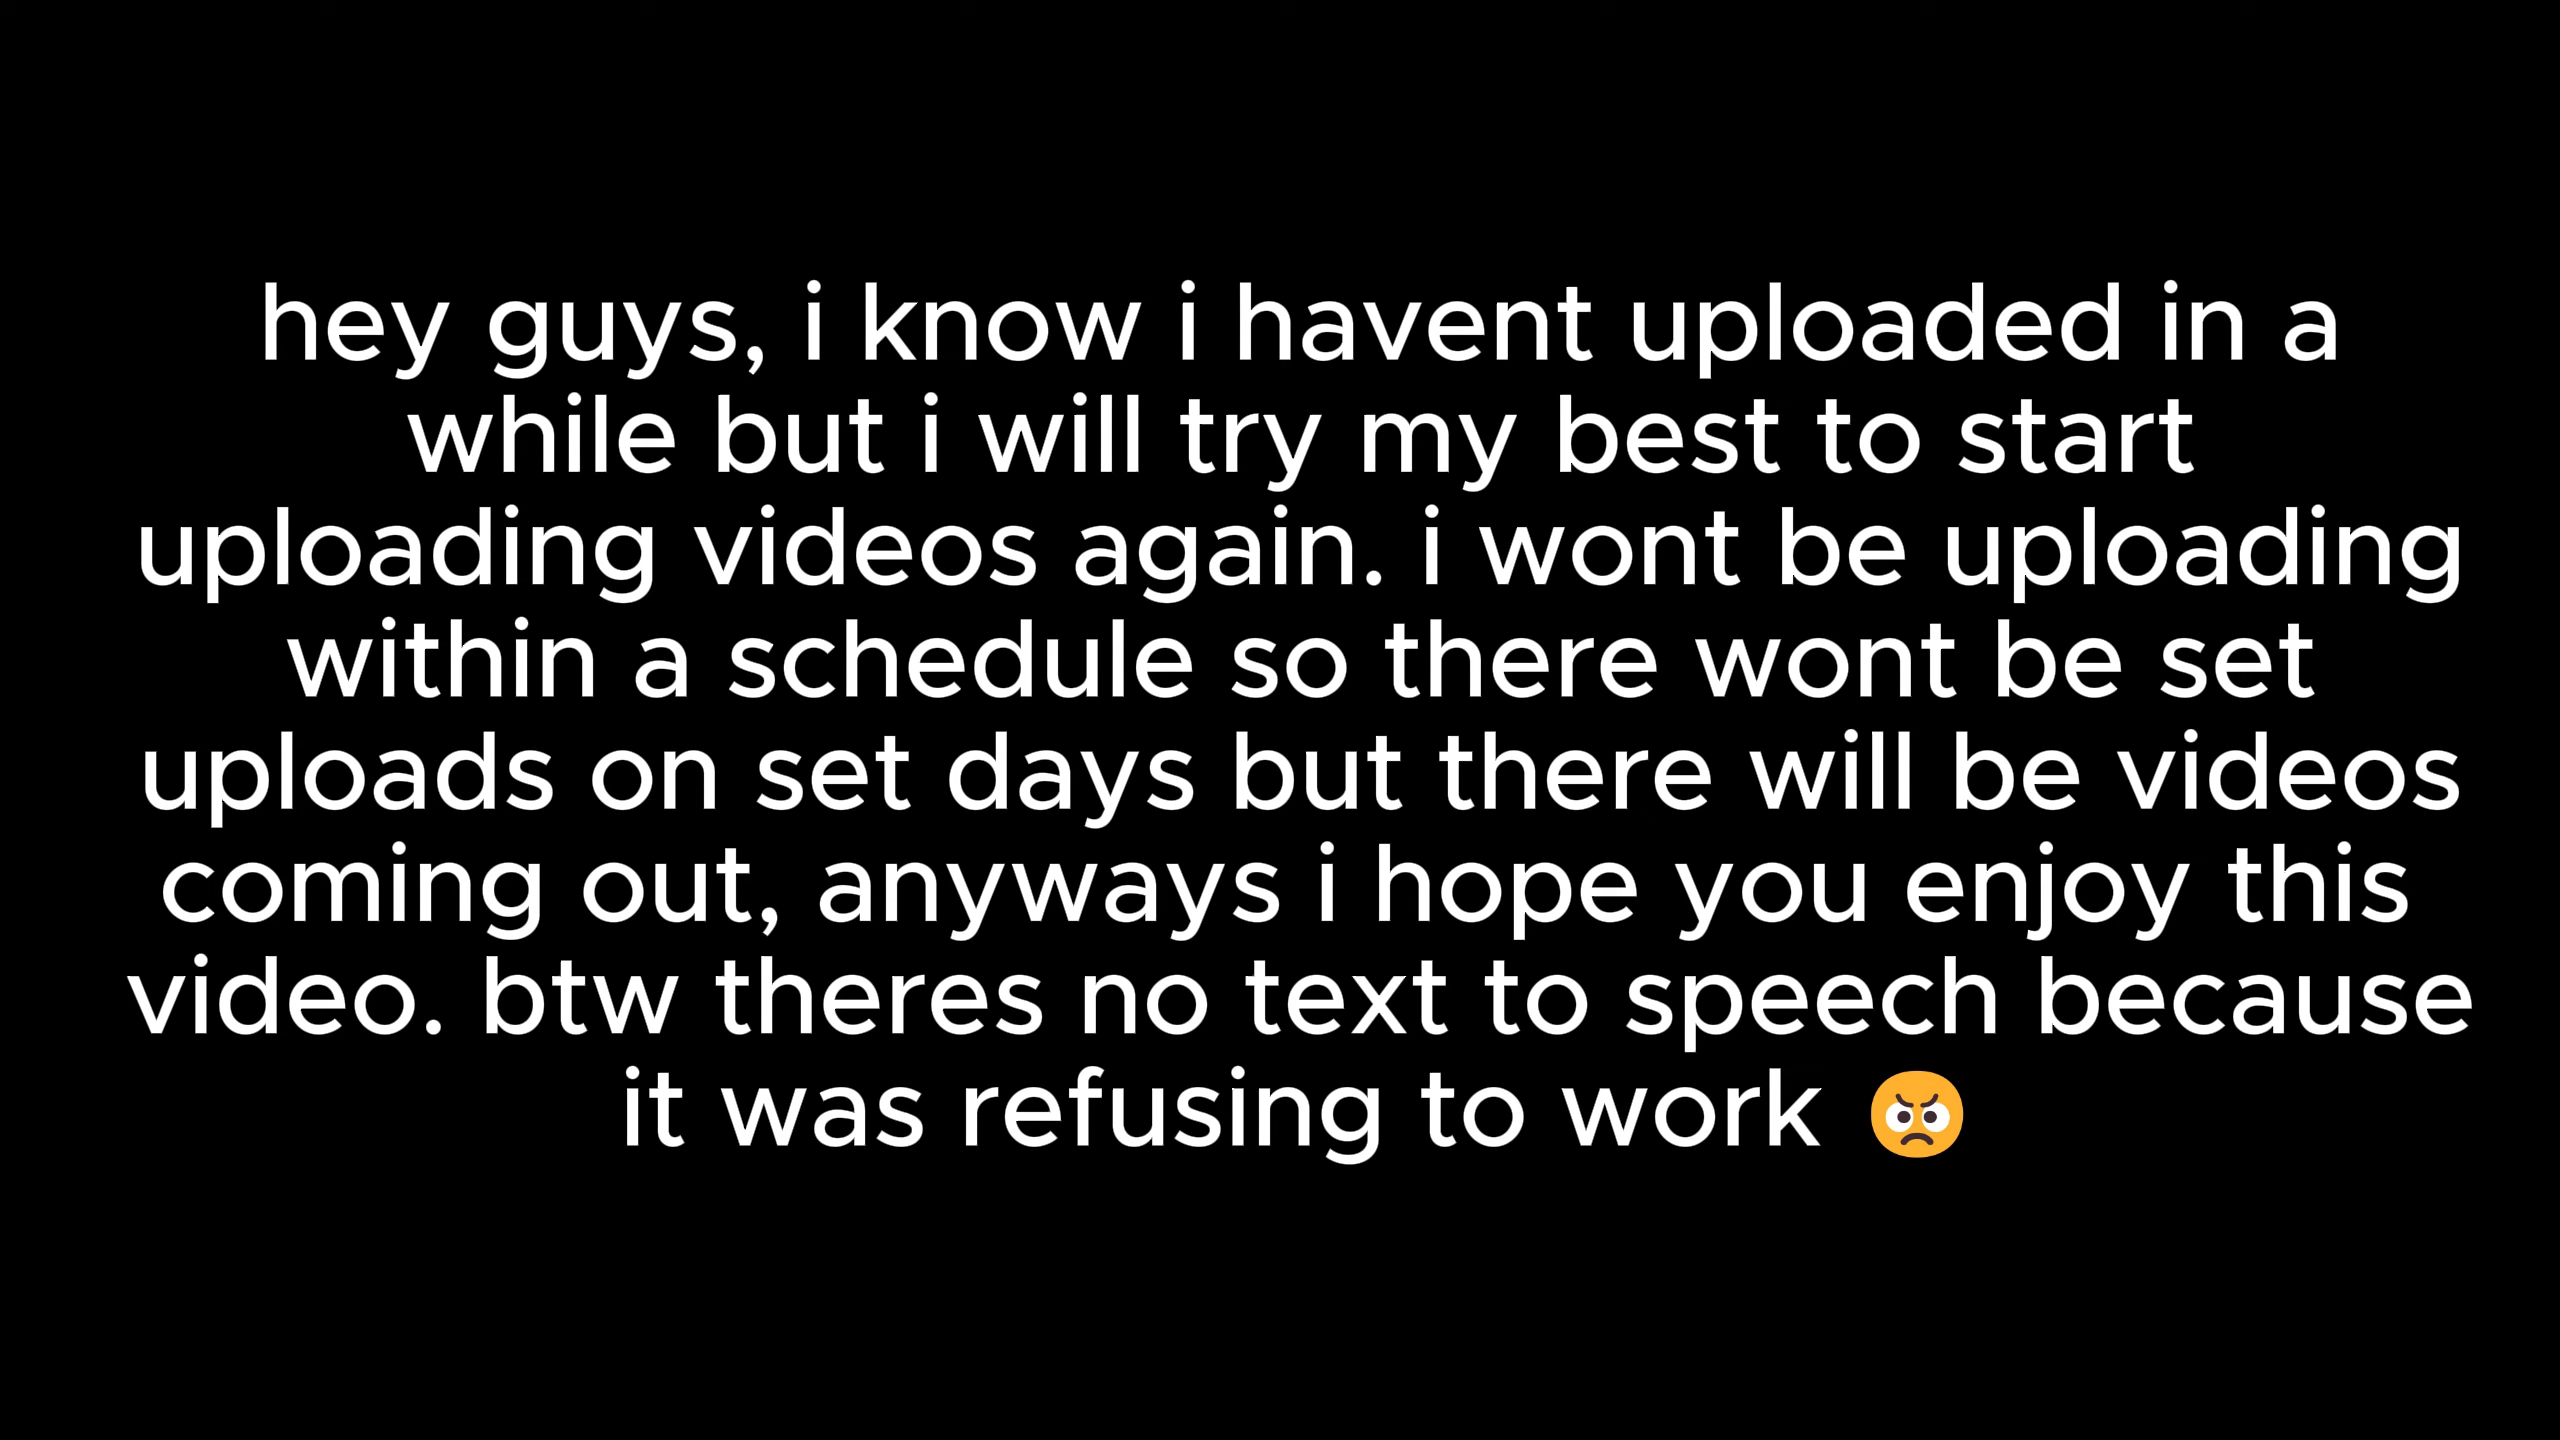 hey guys, i know i havent uploaded in a
while but i will try my best to start
uploading videos again. i wont be uploading
within a schedule so there wont be set
uploads on set days but there will be videos
coming out, anyways i hope you enjoy this
video. btw theres no text to speech because
it was refusing to work 😠